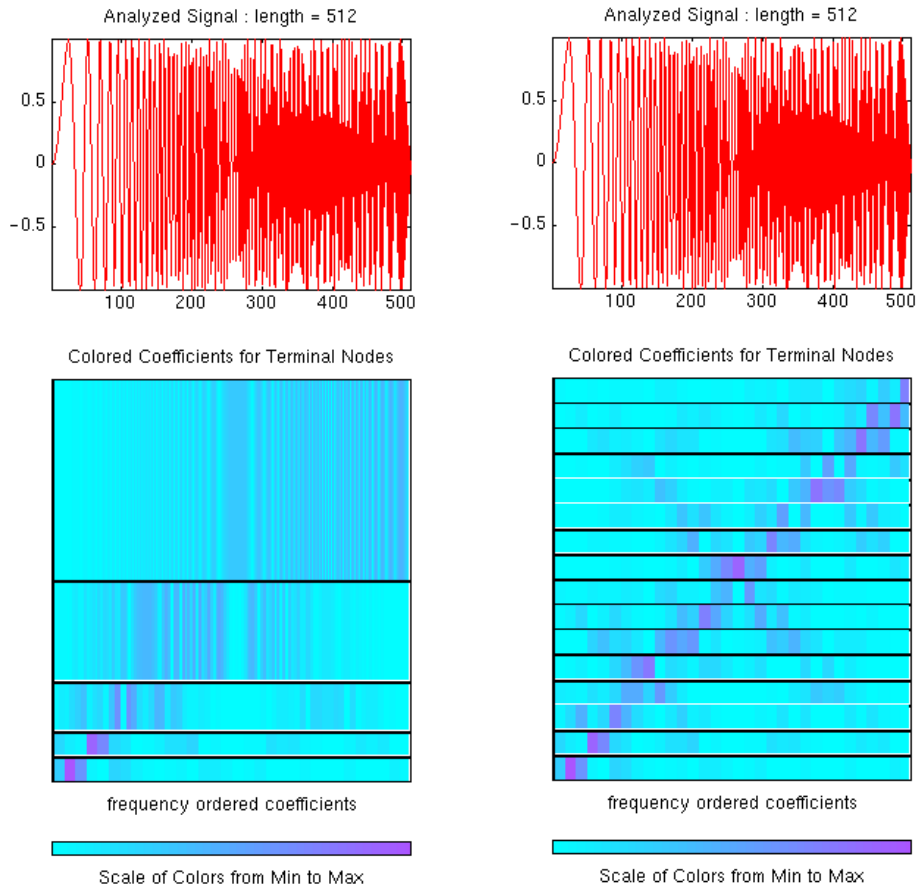 Analyzed Signal : length = 512
0.5
0
−0.5
100 200 300 400 500
Colored Coefficients for Terminal Nodes
frequency ordered coefficients
Scale of Colors from Min to Max
Analyzed Signal : length = 512
0.5
0
−0.5
100 200 300 400 500
Colored Coefficients for Terminal Nodes
frequency ordered coefficients
Scale of Colors from Min to Max